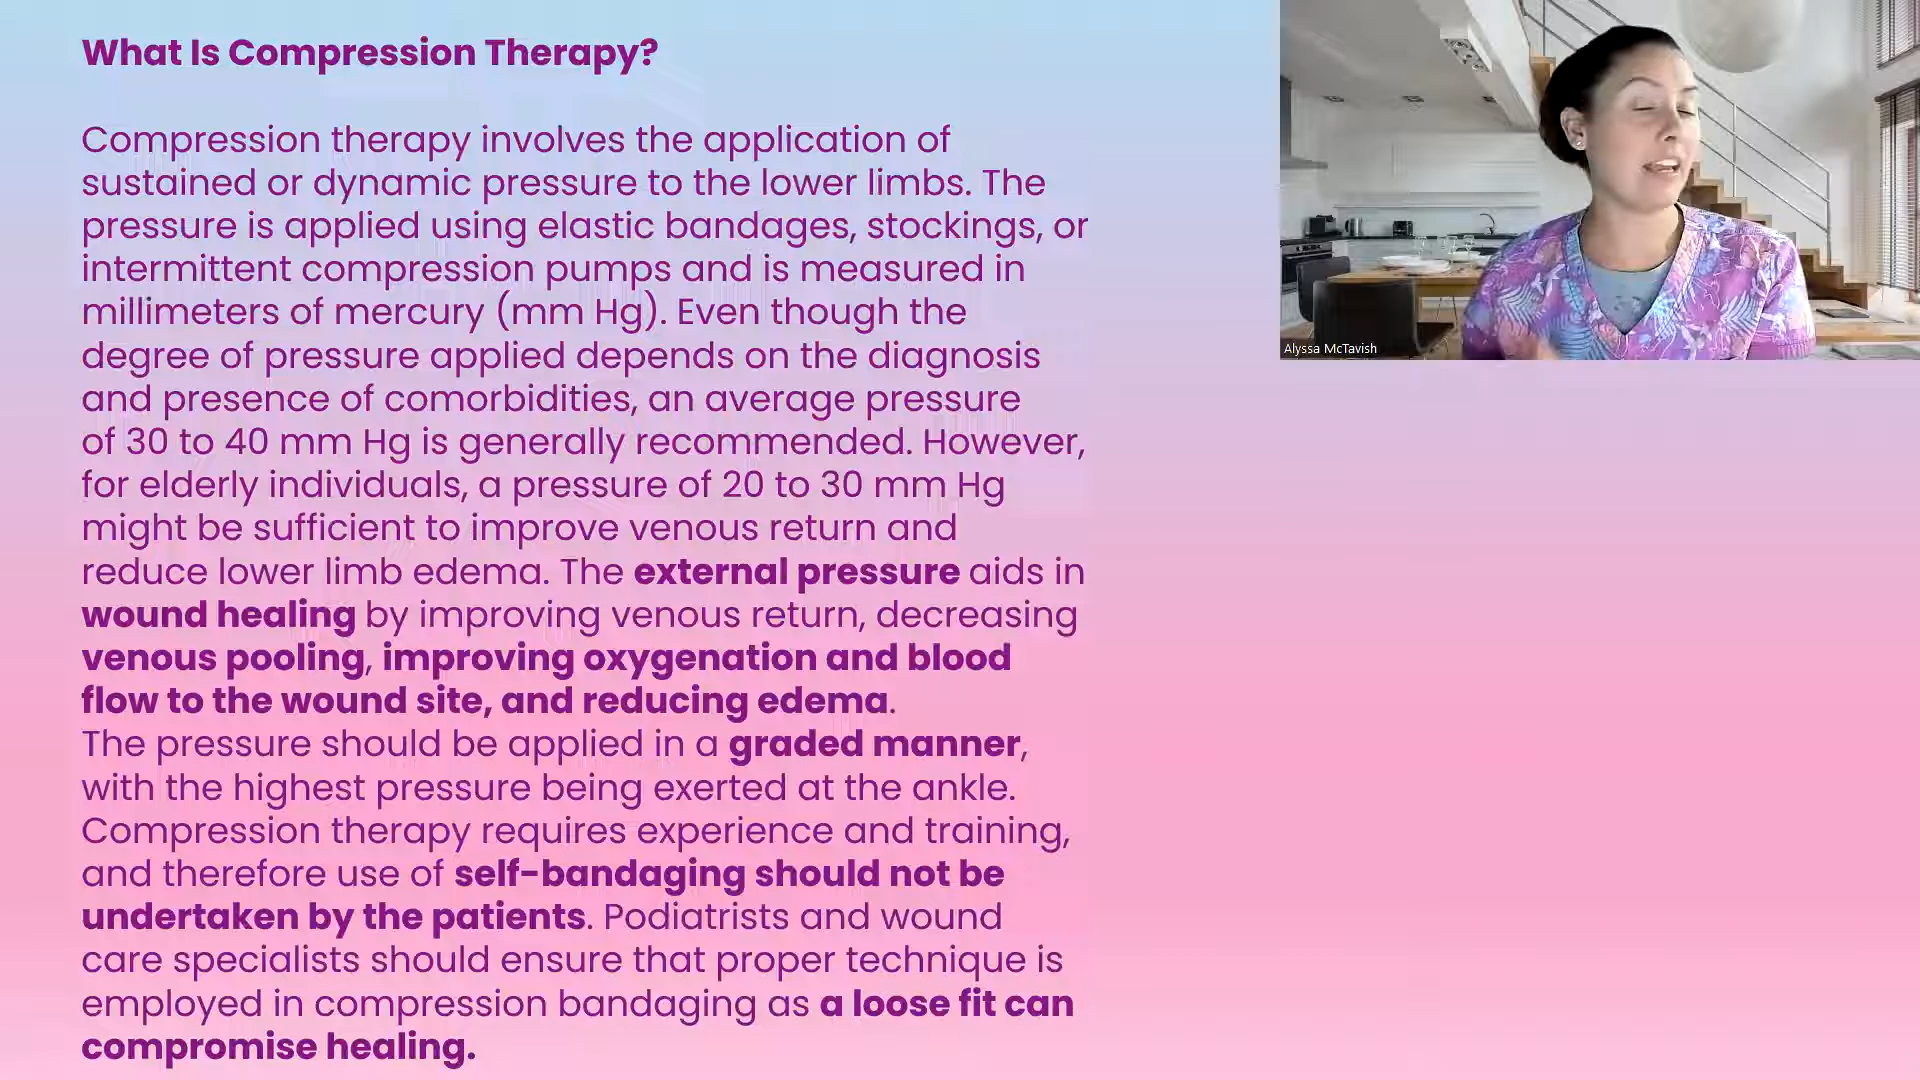 What Is Compression Therapy?
Compression therapy involves the application of
sustained or dynamic pressure to the lower limbs. The
pressure is applied using elastic bandages, stockings, or
intermittent compression pumps and is measured in
millimeters of mercury (mm Hg). Even though the
degree of pressure applied depends on the diagnosis
and presence of comorbidities, an average pressure
of 30 to 40 mm Hg is generally recommended. However,
for elderly individuals, a pressure of 20 to 30 mm Hg
might be sufficient to improve venous return and
reduce lower limb edema. The external pressure aids in
wound healing by improving venous return, decreasing
venous pooling, improving oxygenation and blood
flow to the wound site, and reducing edema.
The pressure should be applied in a graded manner,
with the highest pressure being exerted at the ankle.
Compression therapy requires experience and training,
and therefore use of self-bandaging should not be
undertaken by the patients. Podiatrists and wound
care specialists should ensure that proper technique is
employed in compression bandaging as a loose fit can
compromise healing.
Alyssa McTavish